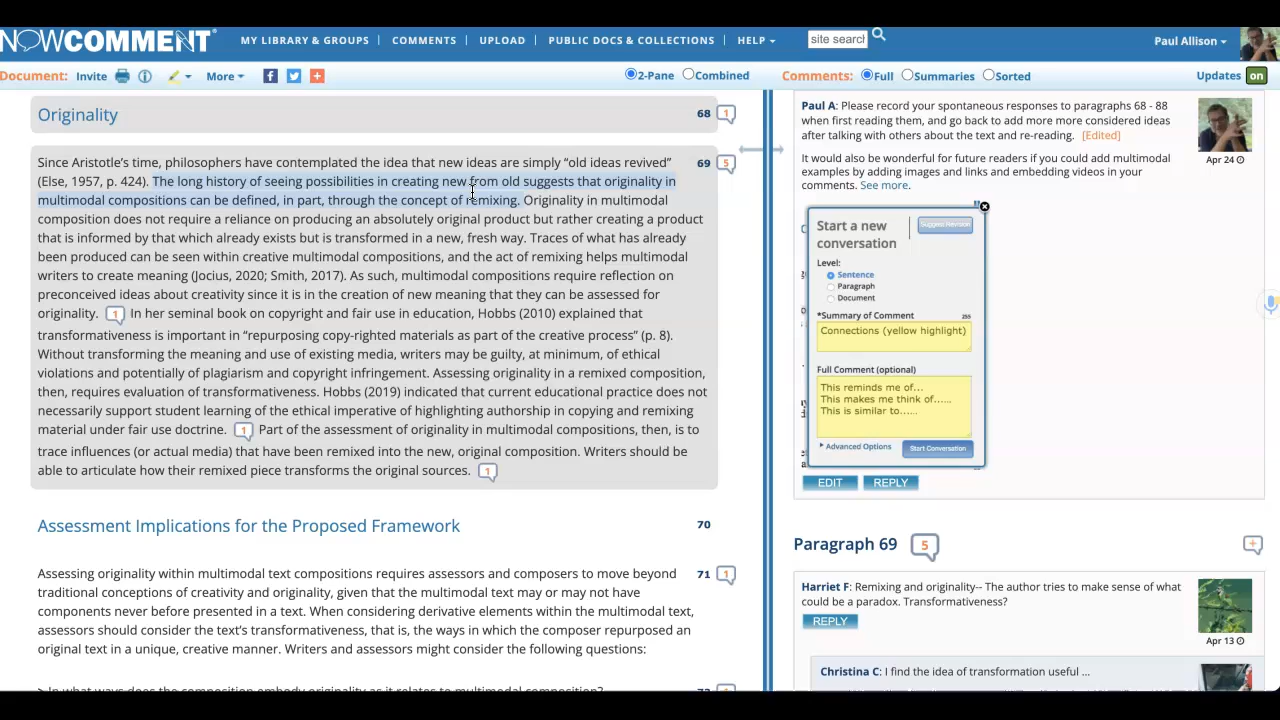 NOWCOMMENT®
MY LIBRARY & GROUPS | COMMENTS | UPLOAD | PUBLIC DOCS & COLLECTIONS | HELP
site search
Paul Allison
Document: Invite
More
2-Pane Combined
Comments: Full Summaries Sorted
Updates on
Originality
68
1
Since Aristotle’s time, philosophers have contemplated the idea that new ideas are simply “old ideas revived”
69
5
(Else, 1957, p. 424). The long history of seeing possibilities in creating new from old suggests that originality in
multimodal compositions can be defined, in part, through the concept of remixing. Originality in multimodal
composition does not require a reliance on producing an absolutely original product but rather creating a product
that is informed by that which already exists but is transformed in a new, fresh way. Traces of what has already
been produced can be seen within creative multimodal compositions, and the act of remixing helps multimodal
writers to create meaning (Jocius, 2020; Smith, 2017). As such, multimodal compositions require reflection on
preconceived ideas about creativity since it is in the creation of new meaning that they can be assessed for
originality. 1 In her seminal book on copyright and fair use in education, Hobbs (2010) explained that
transformativeness is important in “repurposing copy-righted materials as part of the creative process” (p. 8).
Without transforming the meaning and use of existing media, writers may be guilty, at minimum, of ethical
violations and potentially of plagiarism and copyright infringement. Assessing originality in a remixed composition,
then, requires evaluation of transformativeness. Hobbs (2019) indicated that current educational practice does not
necessarily support student learning of the ethical imperative of highlighting authorship in copying and remixing
material under fair use doctrine. 1 Part of the assessment of originality in multimodal compositions, then, is to
trace influences (or actual media) that have been remixed into the new, original composition. Writers should be
able to articulate how their remixed piece transforms the original sources. 1
Assessment Implications for the Proposed Framework
70
Assessing originality within multimodal text compositions requires assessors and composers to move beyond
71
1
traditional conceptions of creativity and originality, given that the multimodal text may or may not have
components never before presented in a text. When considering derivative elements within the multimodal text,
assessors should consider the text’s transformativeness, that is, the ways in which the composer repurposed an
original text in a unique, creative manner. Writers and assessors might consider the following questions:
> In what ways does the composition embody originality as it relates to multimodal composition?
Paul A: Please record your spontaneous responses to paragraphs 68 - 88
when first reading them, and go back to add more more considered ideas
after talking with others about the text and re-reading. [Edited]
Apr 24
It would also be wonderful for future readers if you could add multimodal
examples by adding images and links and embedding videos in your
comments. See more.
Start a new
conversation
Suggest Revision
Level:
Sentence
Paragraph
Document
*Summary of Comment 255
Connections (yellow highlight)
Full Comment (optional)
This reminds me of...
This makes me think of......
This is similar to......
Advanced Options
Start Conversation
EDIT REPLY
Paragraph 69 5
Harriet F: Remixing and originality-- The author tries to make sense of what
could be a paradox. Transformativeness?
REPLY
Apr 13
Christina C: I find the idea of transformation useful ...